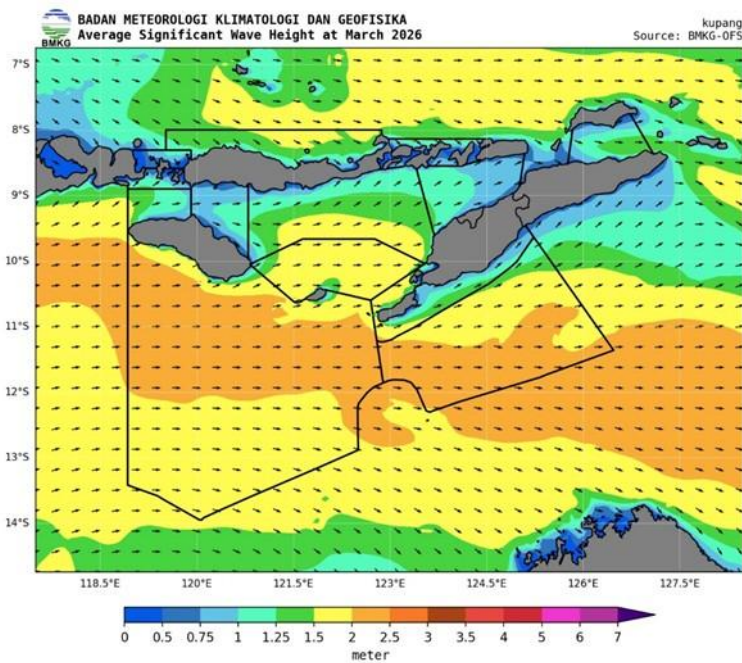 BADAN METEOROLOGI KLIMATOLOGI DAN GEOFISIKA
Average Significant Wave Height at March 2026
BMKG
kupang
Source: BMKG-OFS
7°S
8°S
9°S
10°S
11°S
12°S
13°S
14°S
118.5°E 120°E 121.5°E 123°E 124.5°E 126°E 127.5°E
0 0.5 0.75 1 1.25 1.5 2 2.5 3 3.5 4 5 6 7
meter